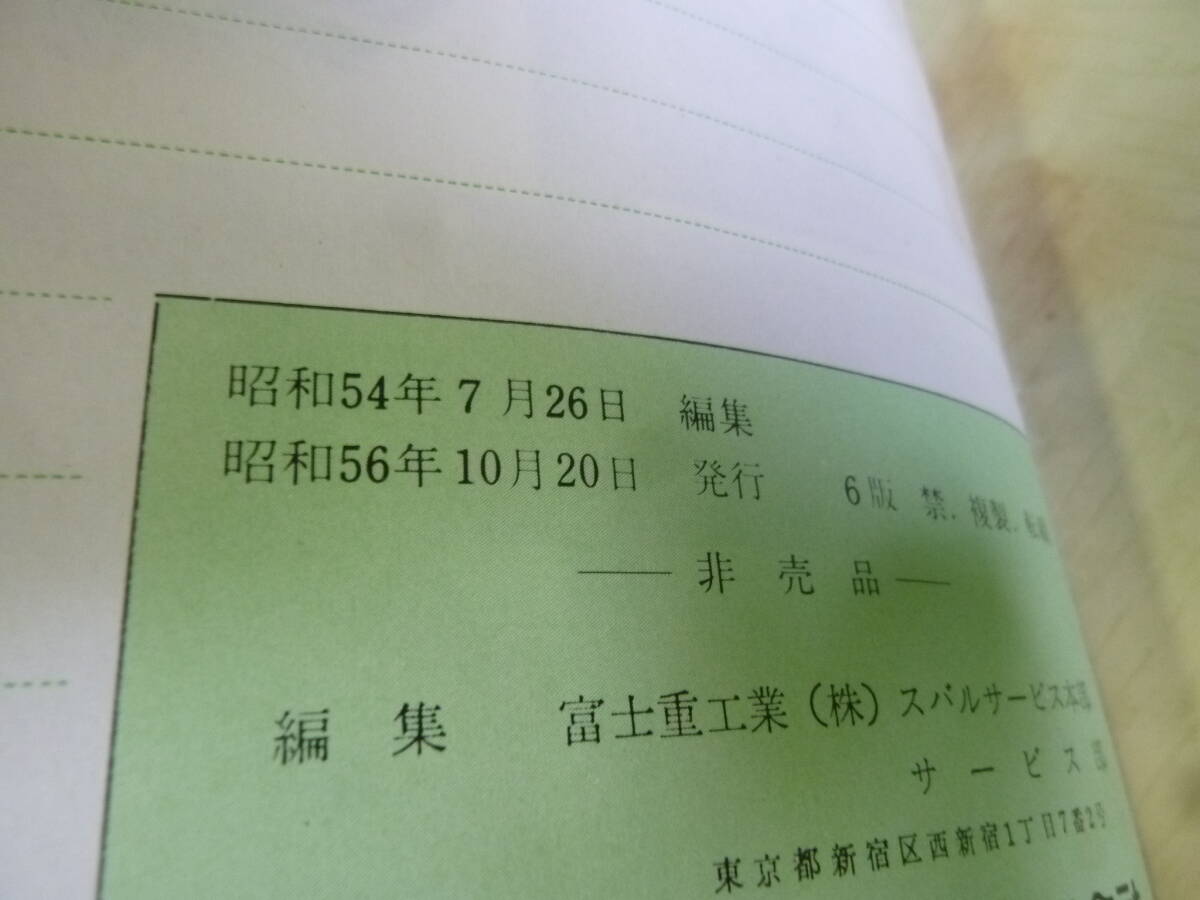 昭和54年 7月26日 編集
昭和56年10月20日 発行 6版 禁.複製.転載
— 非売品 —
編集 富士重工業(株)スバルサービス本部
サービス部
東京都新宿区西新宿1丁目7番2号